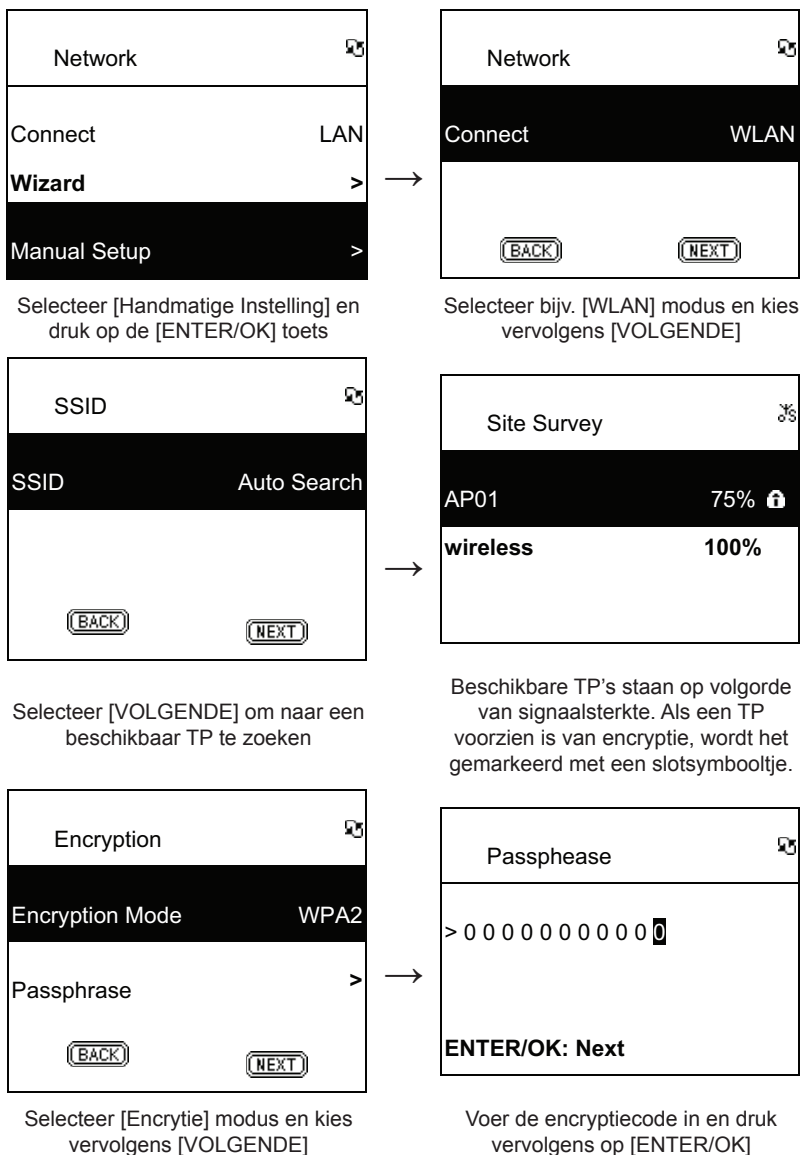 Network
Connect LAN
Wizard >
Manual Setup >
Selecteer [Handmatige Instelling] en
druk op de [ENTER/OK] toets
Network
Connect WLAN
BACK NEXT
Selecteer bijv. [WLAN] modus en kies
vervolgens [VOLGENDE]
SSID
SSID Auto Search
BACK NEXT
Selecteer [VOLGENDE] om naar een
beschikbaar TP te zoeken
Site Survey
AP01 75%
wireless 100%
Beschikbare TP's staan op volgorde
van signaalsterkte. Als een TP
voorzien is van encryptie, wordt het
gemarkeerd met een slotsymbooltje.
Encryption
Encryption Mode WPA2
Passphrase >
BACK NEXT
Selecteer [Encrytie] modus en kies
vervolgens [VOLGENDE]
Passphease
> 0 0 0 0 0 0 0 0 0 0 0
ENTER/OK: Next
Voer de encryptiecode in en druk
vervolgens op [ENTER/OK]